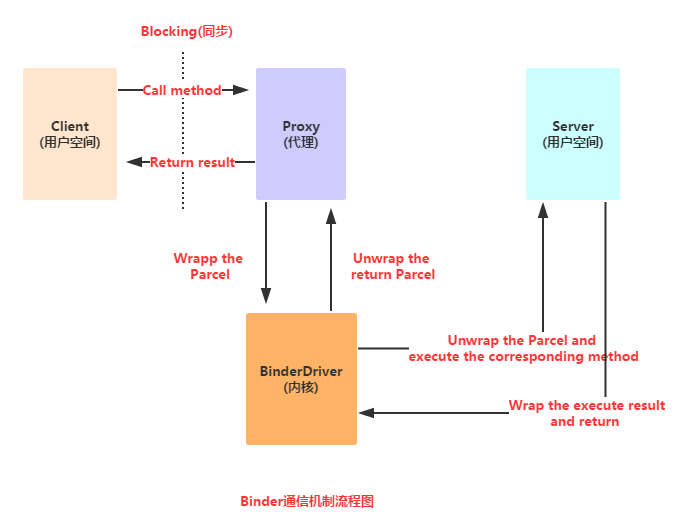 Blocking(同步)
Call method
Client
(用户空间)
Proxy
(代理)
Server
(用户空间)
Return result
Wrapp the
Parcel
Unwrap the
return Parcel
BinderDriver
(内核)
Unwrap the Parcel and
execute the corresponding method
Wrap the execute result
and return
Binder通信机制流程图